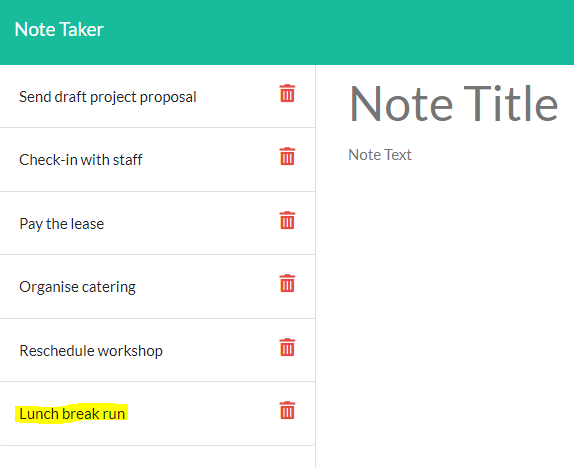 Note Taker
Send draft project proposal
Check-in with staff
Pay the lease
Organise catering
Reschedule workshop
Lunch break run
Note Title
Note Text